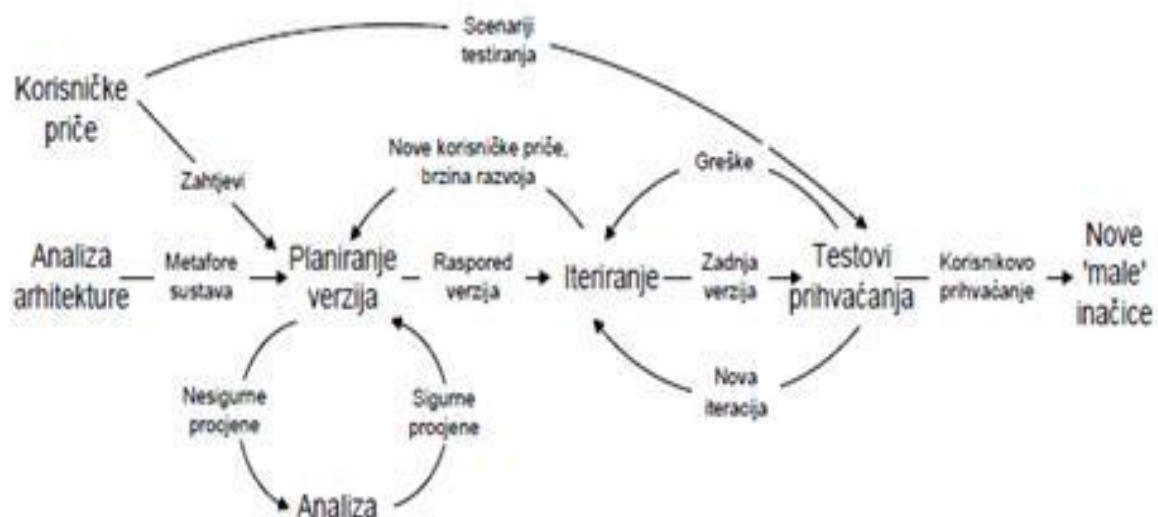 Scenariji
testiranja
Korisničke
priče
Nove korisničke priče,
brzina razvoja
Greške
Zahtjevi
Analiza
arhitekture
Metafore
sustava
Planiranje
verzija
Raspored
verzija
Iteriranje
Zadnja
verzija
Testovi
prihvaćanja
Korisnikovo
prihvaćanje
Nove
'male'
inačice
Nesigurne
procjene
Sigurne
procjene
Nova
iteracija
Analiza